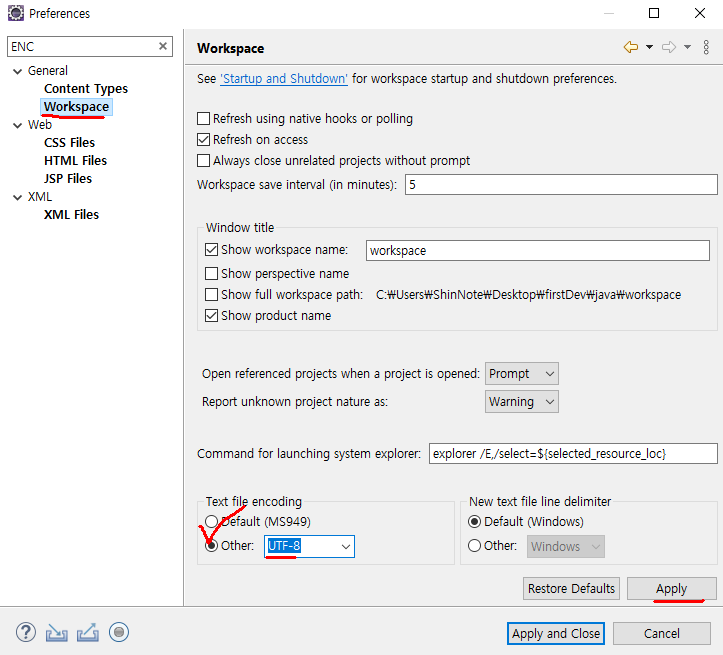 Preferences
ENC
General
Content Types
Workspace
Web
CSS Files
HTML Files
JSP Files
XML
XML Files
Workspace
See 'Startup and Shutdown' for workspace startup and shutdown preferences.
Refresh using native hooks or polling
Refresh on access
Always close unrelated projects without prompt
Workspace save interval (in minutes): 5
Window title
Show workspace name: workspace
Show perspective name
Show full workspace path: C:₩Users₩ShinNote₩Desktop₩firstDev₩java₩workspace
Show product name
Open referenced projects when a project is opened: Prompt
Report unknown project nature as: Warning
Command for launching system explorer: explorer /E,/select=${selected_resource_loc}
Text file encoding
Default (MS949)
Other: UTF-8
New text file line delimiter
Default (Windows)
Other: Windows
Restore Defaults
Apply
Apply and Close
Cancel